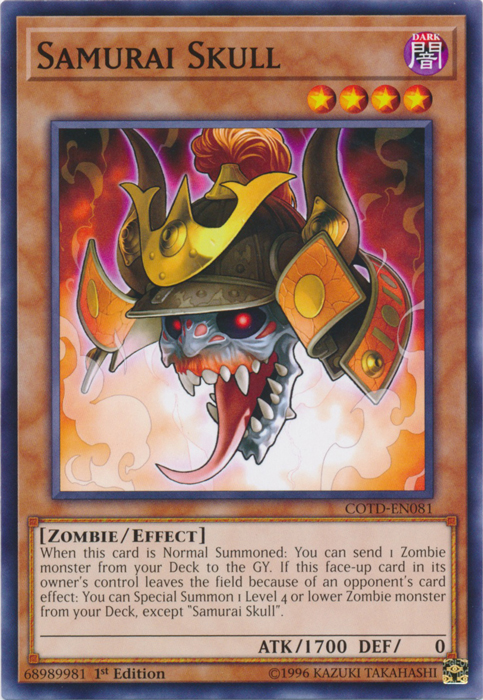 SAMURAI SKULL
DARK
闇
COTD-EN081
[ZOMBIE/EFFECT]
When this card is Normal Summoned: You can send 1 Zombie
monster from your Deck to the GY. If this face-up card in its
owner's control leaves the field because of an opponent's card
effect: You can Special Summon 1 Level 4 or lower Zombie monster
from your Deck, except "Samurai Skull".
ATK/1700 DEF/ 0
68989981 1st Edition ©1996 KAZUKI TAKAHASHI